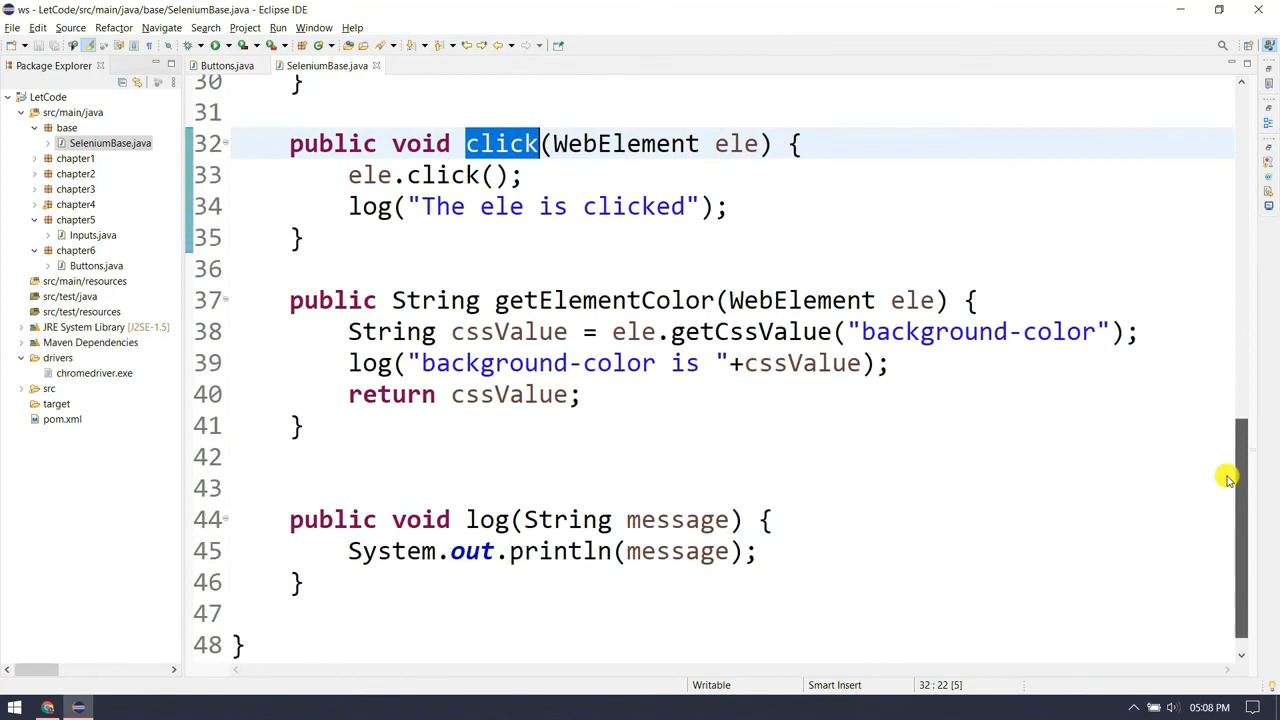 ws - LetCode/src/main/java/base/SeleniumBase.java - Eclipse IDE
File Edit Source Refactor Navigate Search Project Run Window Help
Package Explorer
Buttons.java
SeleniumBase.java
LetCode
src/main/java
base
SeleniumBase.java
chapter1
chapter2
chapter3
chapter4
chapter5
Inputs.java
chapter6
Buttons.java
src/main/resources
src/test/java
src/test/resources
JRE System Library [J2SE-1.5]
Maven Dependencies
drivers
chromedriver.exe
src
target
pom.xml
30 }
31
32 public void click(WebElement ele) {
33 ele.click();
34 log("The ele is clicked");
35 }
36
37 public String getElementColor(WebElement ele) {
38 String cssValue = ele.getCssValue("background-color");
39 log("background-color is "+cssValue);
40 return cssValue;
41 }
42
43
44 public void log(String message) {
45 System.out.println(message);
46 }
47
48 }
Writable Smart Insert 32 : 22 [5]
05:08 PM